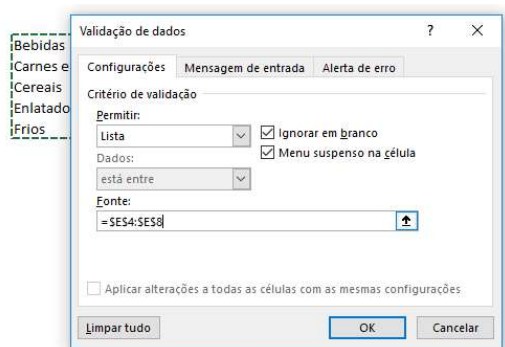 Bebidas
Carnes e
Cereais
Enlatado
Frios
Validação de dados
?
Configurações Mensagem de entrada Alerta de erro
Critério de validação
Permitir:
Lista
Ignorar em branco
Menu suspenso na célula
Dados:
está entre
Fonte:
=$E$4:$E$8
Aplicar alterações a todas as células com as mesmas configurações
Limpar tudo OK Cancelar